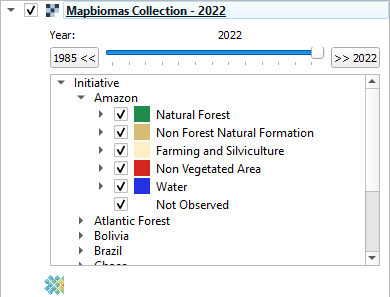 Mapbiomas Collection - 2022
Year:
2022
1985 <<
>> 2022
Initiative
Amazon
Natural Forest
Non Forest Natural Formation
Farming and Silviculture
Non Vegetated Area
Water
Not Observed
Atlantic Forest
Bolivia
Brazil